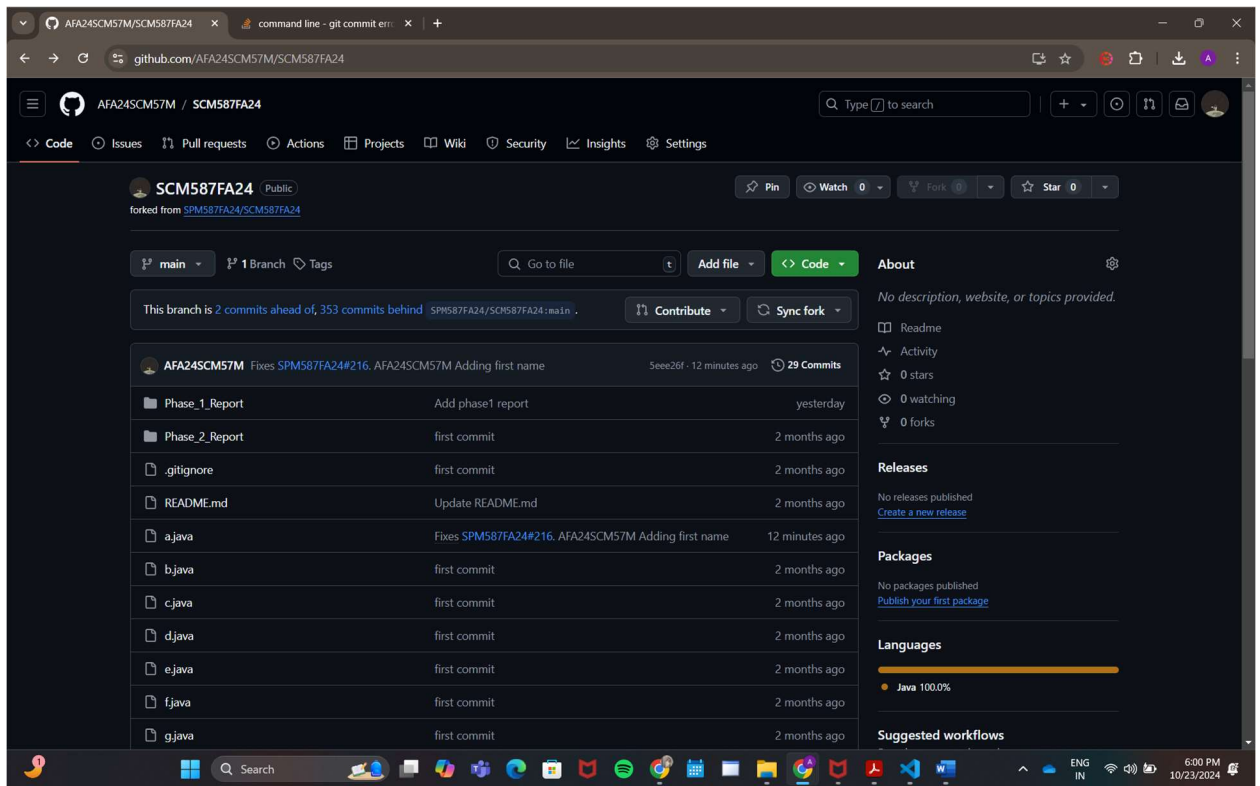 AFA24SCM57M/SCM587FA24
command line - git commit erro
github.com/AFA24SCM57M/SCM587FA24
A
AFA24SCM57M / SCM587FA24
Type / to search
Code Issues Pull requests Actions Projects Wiki Security Insights Settings
SCM587FA24 Public
Pin Watch 0 Fork 0 Star 0
forked from SPM587FA24/SCM587FA24
main 1 Branch Tags
Go to file t Add file Code
This branch is 2 commits ahead of, 353 commits behind SPM587FA24/SCM587FA24:main .
Contribute Sync fork
AFA24SCM57M Fixes SPM587FA24#216. AFA24SCM57M Adding first name 5eee26f · 12 minutes ago 29 Commits
Phase_1_Report Add phase1 report yesterday
Phase_2_Report first commit 2 months ago
.gitignore first commit 2 months ago
README.md Update README.md 2 months ago
a.java Fixes SPM587FA24#216. AFA24SCM57M Adding first name 12 minutes ago
b.java first commit 2 months ago
c.java first commit 2 months ago
d.java first commit 2 months ago
e.java first commit 2 months ago
f.java first commit 2 months ago
g.java first commit 2 months ago
About
No description, website, or topics provided.
Readme
Activity
0 stars
0 watching
0 forks
Releases
No releases published
Create a new release
Packages
No packages published
Publish your first package
Languages
Java 100.0%
Suggested workflows
1
Search
ENG
IN
6:00 PM
10/23/2024